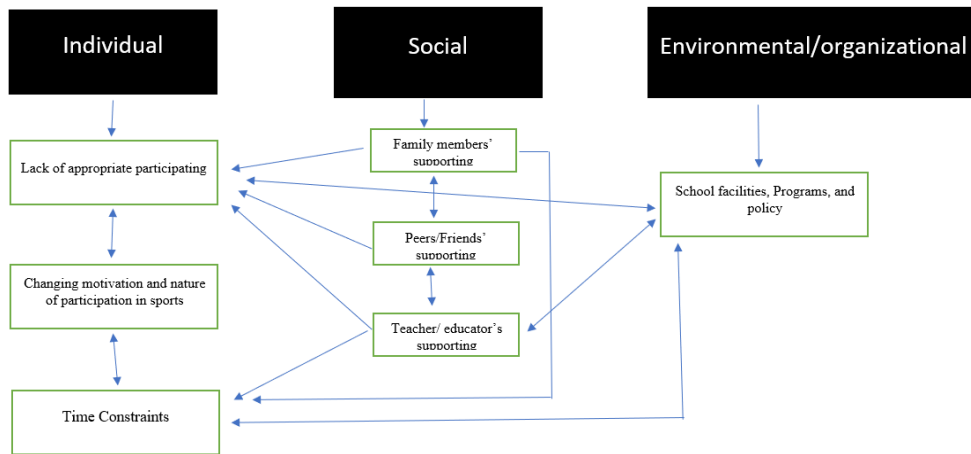 Individual
Social
Environmental/organizational
Lack of appropriate participating
Family members’
supporting
School facilities, Programs, and
policy
Peers/Friends’
supporting
Changing motivation and nature
of participation in sports
Teacher/ educator’s
supporting
Time Constraints